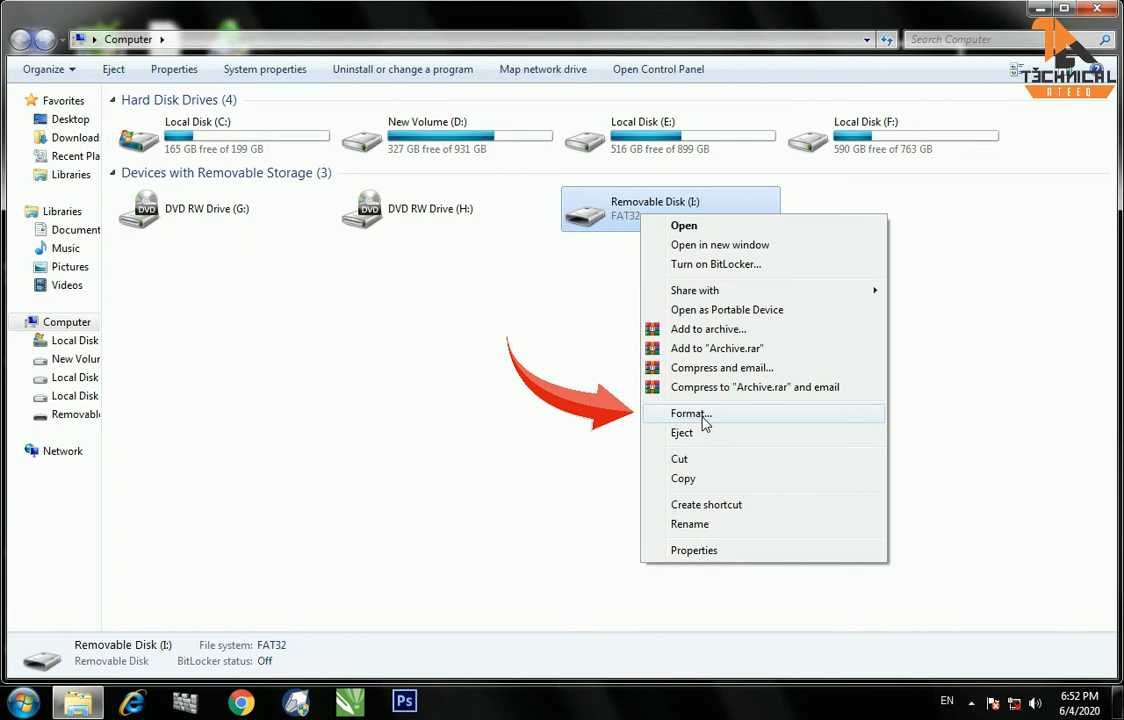 Computer
Search Computer
TECHNICAL
ATEEQ
Organize
Eject
Properties
System properties
Uninstall or change a program
Map network drive
Open Control Panel
Favorites
Desktop
Download
Recent Pla
Libraries
Libraries
Document
Music
Pictures
Videos
Computer
Local Disk
New Volur
Local Disk
Local Disk
Removabl
Network
Hard Disk Drives (4)
Local Disk (C:)
165 GB free of 199 GB
New Volume (D:)
327 GB free of 931 GB
Local Disk (E:)
516 GB free of 899 GB
Local Disk (F:)
590 GB free of 763 GB
Devices with Removable Storage (3)
DVD
DVD RW Drive (G:)
DVD
DVD RW Drive (H:)
Removable Disk (I:)
FAT32
Open
Open in new window
Turn on BitLocker...
Share with
Open as Portable Device
Add to archive...
Add to "Archive.rar"
Compress and email...
Compress to "Archive.rar" and email
Format...
Eject
Cut
Copy
Create shortcut
Rename
Properties
Removable Disk (I:)
File system: FAT32
Removable Disk
BitLocker status: Off
Ps
EN
6:52 PM
6/4/2020